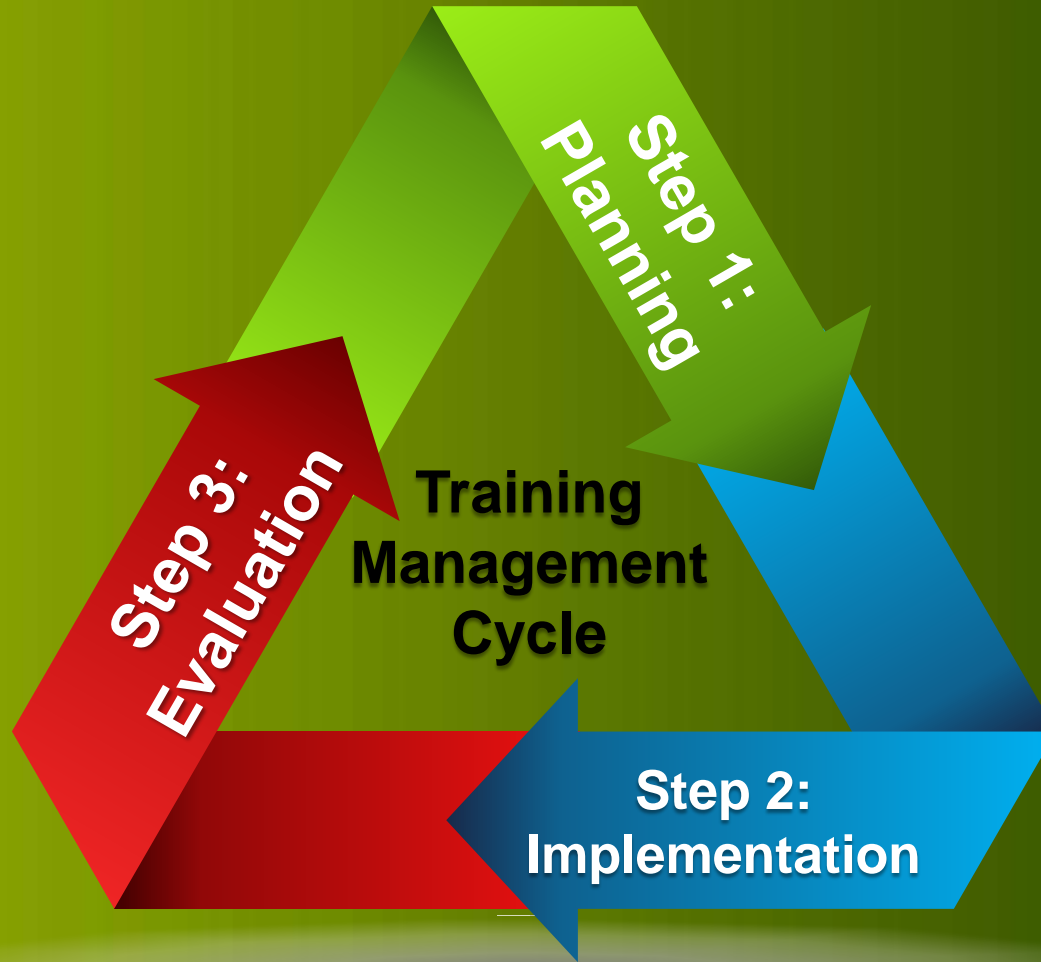 Step 1:
Planning
Step 3:
Evaluation
Training
Management
Cycle
Step 2:
Implementation